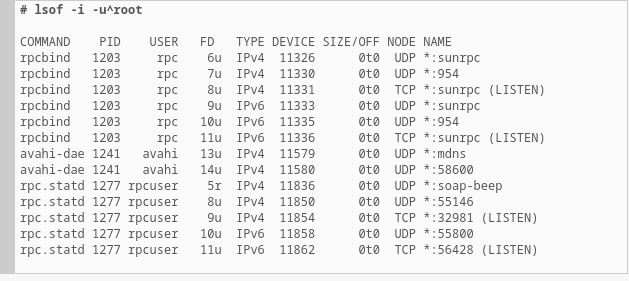 # lsof -i -u^root
COMMAND    PID    USER   FD   TYPE DEVICE SIZE/OFF NODE NAME
rpcbind   1203     rpc    6u  IPv4  11326      0t0  UDP *:sunrpc
rpcbind   1203     rpc    7u  IPv4  11330      0t0  UDP *:954
rpcbind   1203     rpc    8u  IPv4  11331      0t0  TCP *:sunrpc (LISTEN)
rpcbind   1203     rpc    9u  IPv6  11333      0t0  UDP *:sunrpc
rpcbind   1203     rpc   10u  IPv6  11335      0t0  UDP *:954
rpcbind   1203     rpc   11u  IPv6  11336      0t0  TCP *:sunrpc (LISTEN)
avahi-dae 1241   avahi   13u  IPv4  11579      0t0  UDP *:mdns
avahi-dae 1241   avahi   14u  IPv4  11580      0t0  UDP *:58600
rpc.statd 1277 rpcuser    5r  IPv4  11836      0t0  UDP *:soap-beep
rpc.statd 1277 rpcuser    8u  IPv4  11850      0t0  UDP *:55146
rpc.statd 1277 rpcuser    9u  IPv4  11854      0t0  TCP *:32981 (LISTEN)
rpc.statd 1277 rpcuser   10u  IPv6  11858      0t0  UDP *:55800
rpc.statd 1277 rpcuser   11u  IPv6  11862      0t0  TCP *:56428 (LISTEN)